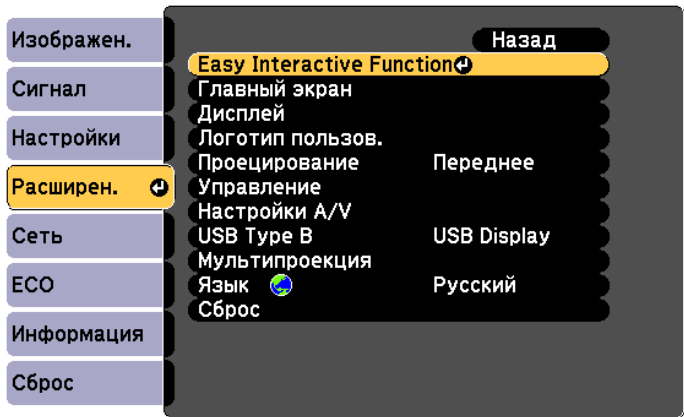 Изображен.
Сигнал
Настройки
Расширен.
Сеть
ECO
Информация
Сброс
Назад
Easy Interactive Function
Главный экран
Дисплей
Логотип пользов.
Проецирование Переднее
Управление
Настройки A/V
USB Type B USB Display
Мультипроекция
Язык Русский
Сброс